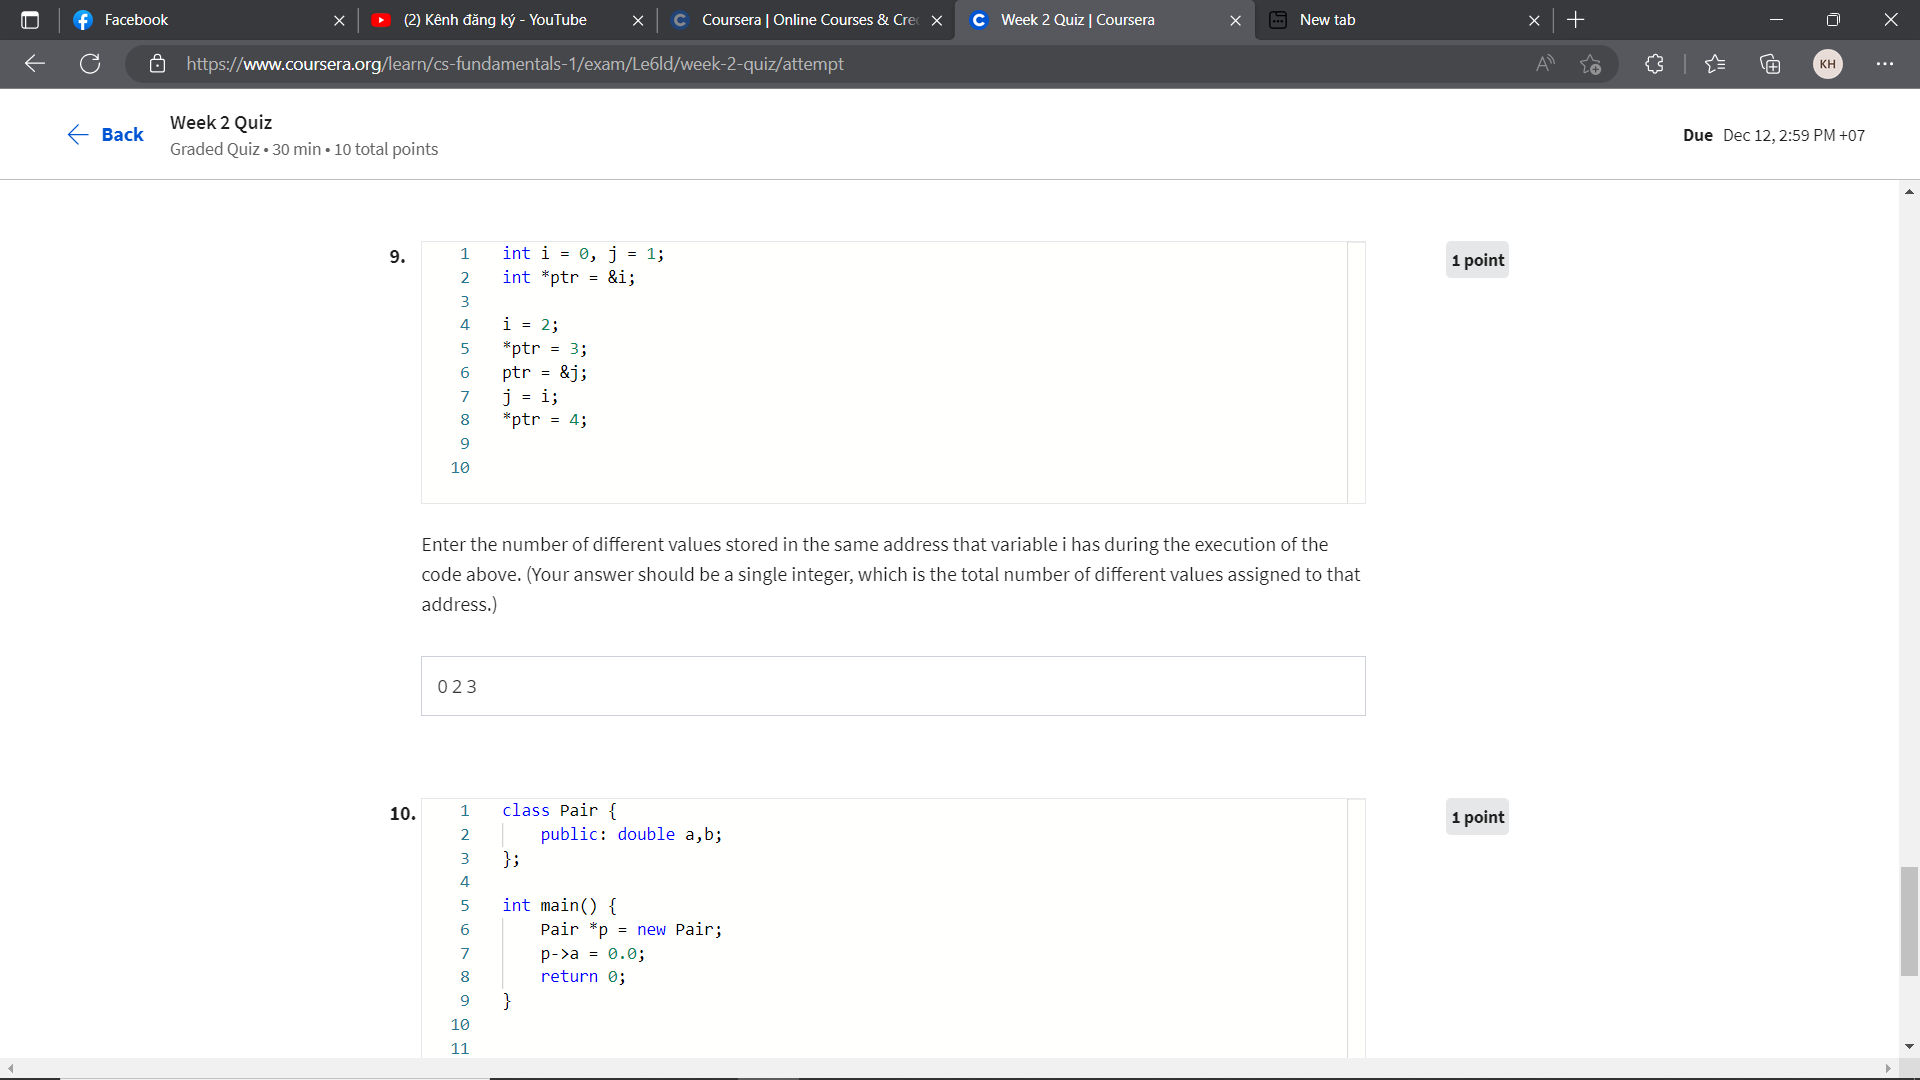 Facebook
(2) Kênh đăng ký - YouTube
Coursera | Online Courses & Cre
Week 2 Quiz | Coursera
New tab
https://www.coursera.org/learn/cs-fundamentals-1/exam/Le6ld/week-2-quiz/attempt
KH
Back
Week 2 Quiz
Graded Quiz • 30 min • 10 total points
Due Dec 12, 2:59 PM +07
9.
1 point
1 int i = 0, j = 1;
2 int *ptr = &i;
3
4 i = 2;
5 *ptr = 3;
6 ptr = &j;
7 j = i;
8 *ptr = 4;
9
10
Enter the number of different values stored in the same address that variable i has during the execution of the
code above. (Your answer should be a single integer, which is the total number of different values assigned to that
address.)
0 2 3
10.
1 point
1 class Pair {
2 public: double a,b;
3 };
4
5 int main() {
6 Pair *p = new Pair;
7 p->a = 0.0;
8 return 0;
9 }
10
11